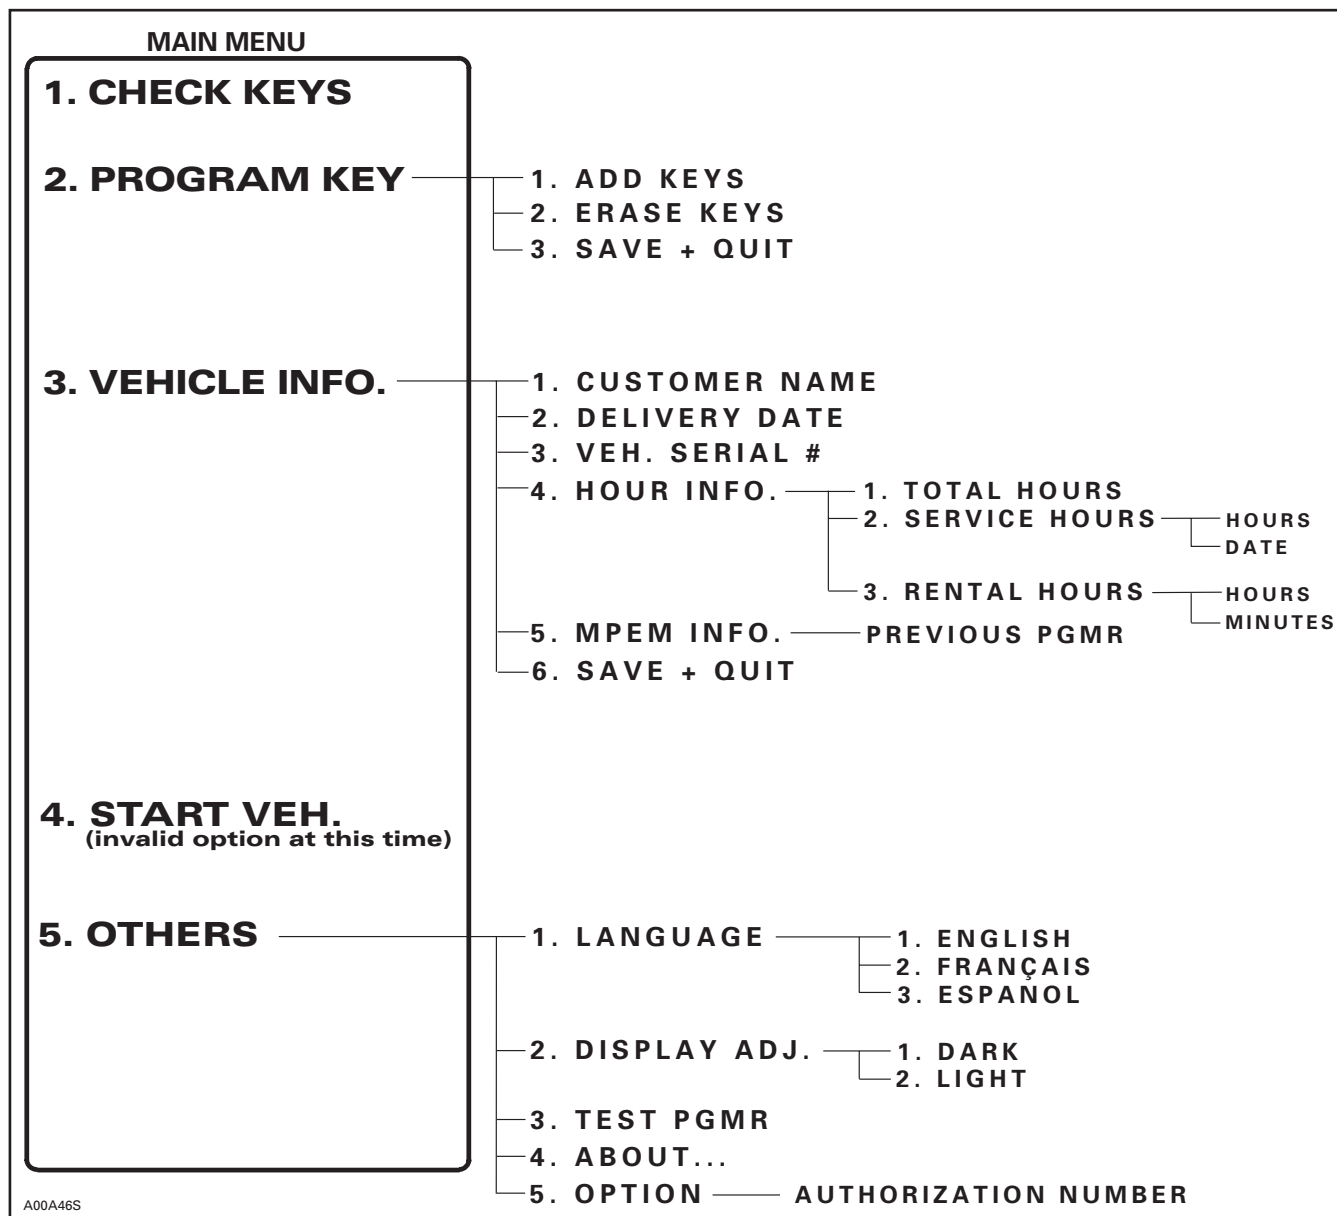 MAIN MENU
1. CHECK KEYS
2. PROGRAM KEY
1. ADD KEYS
2. ERASE KEYS
3. SAVE + QUIT
3. VEHICLE INFO.
1. CUSTOMER NAME
2. DELIVERY DATE
3. VEH. SERIAL #
4. HOUR INFO.
1. TOTAL HOURS
2. SERVICE HOURS
HOURS
DATE
3. RENTAL HOURS
HOURS
MINUTES
5. MPEM INFO.
PREVIOUS PGMR
6. SAVE + QUIT
4. START VEH.
(invalid option at this time)
5. OTHERS
1. LANGUAGE
1. ENGLISH
2. FRANÇAIS
3. ESPANOL
2. DISPLAY ADJ.
1. DARK
2. LIGHT
3. TEST PGMR
4. ABOUT...
5. OPTION
AUTHORIZATION NUMBER
A00A46S